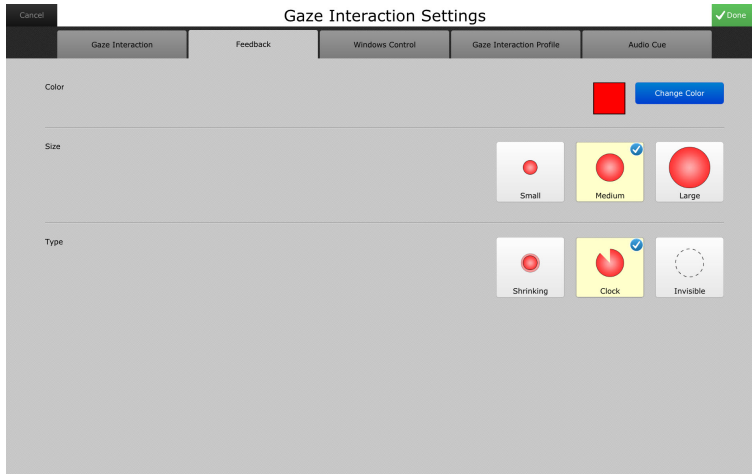 Cancel
Gaze Interaction Settings
Done
Gaze Interaction
Feedback
Windows Control
Gaze Interaction Profile
Audio Cue
Color
Change Color
Size
Small
Medium
Large
Type
Shrinking
Clock
Invisible